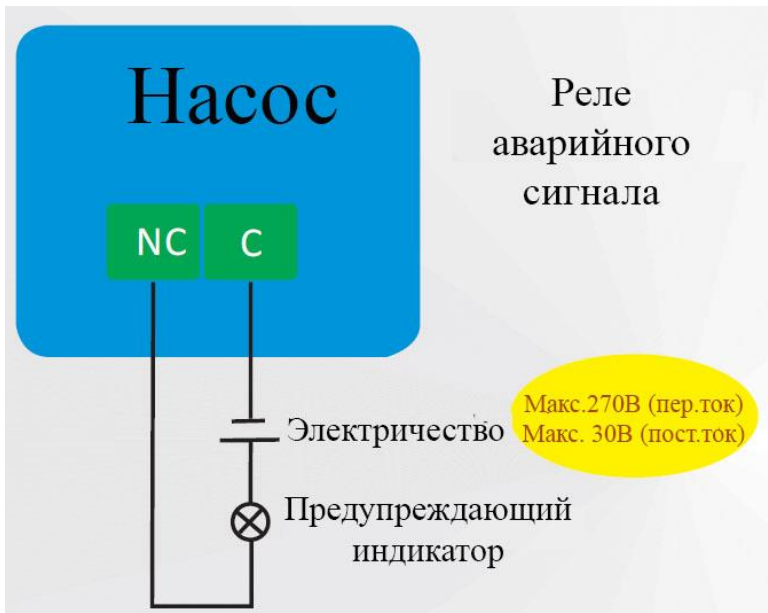 Насос
Реле
аварийного
сигнала
NC C
Электричество
Макс.270В (пер.ток)
Макс. 30В (пост.ток)
Предупреждающий
индикатор